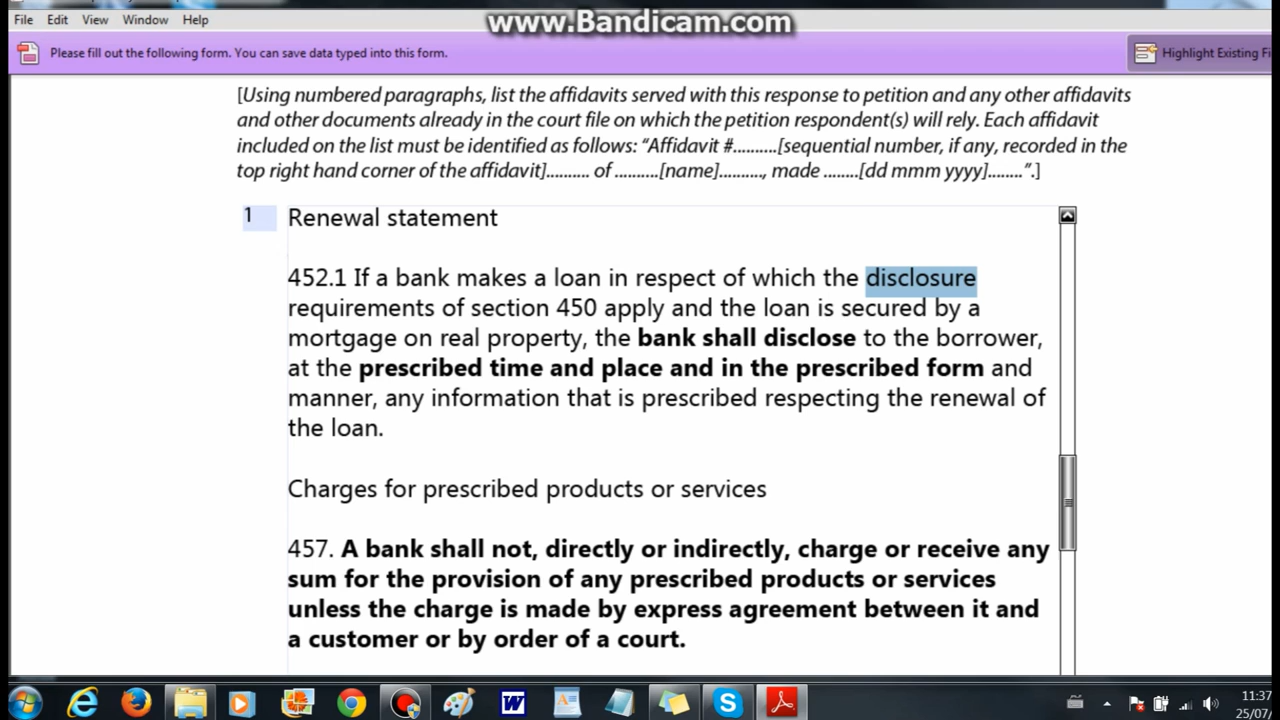 www.Bandicam.com
File Edit View Window Help
Please fill out the following form. You can save data typed into this form.
Highlight Existing Fi
[Using numbered paragraphs, list the affidavits served with this response to petition and any other affidavits
and other documents already in the court file on which the petition respondent(s) will rely. Each affidavit
included on the list must be identified as follows: “Affidavit #..........[sequential number, if any, recorded in the
top right hand corner of the affidavit].......... of ..........[name].........., made ........[dd mmm yyyy]........”.]
1
Renewal statement
452.1 If a bank makes a loan in respect of which the disclosure
requirements of section 450 apply and the loan is secured by a
mortgage on real property, the bank shall disclose to the borrower,
at the prescribed time and place and in the prescribed form and
manner, any information that is prescribed respecting the renewal of
the loan.
Charges for prescribed products or services
457. A bank shall not, directly or indirectly, charge or receive any
sum for the provision of any prescribed products or services
unless the charge is made by express agreement between it and
a customer or by order of a court.
11:37
25/07/